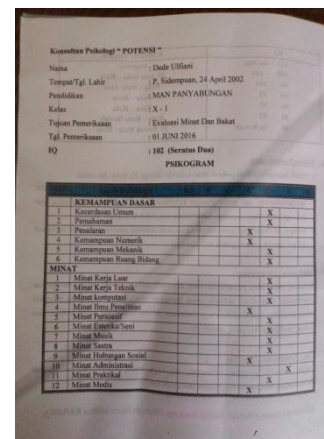 Konsultan Psikologi " POTENSI "
Nama : Dede Ulfiani
Tempat/Tgl. Lahir : P. Sidempuan, 24 April 2002
Pendidikan : MAN PANYABUNGAN
Kelas : X - 1
Tujuan Pemeriksaan : Evaluasi Minat Dan Bakat
Tgl. Pemeriksaan : 01 JUNI 2016
IQ : 102 (Seratus Dua)
PSIKOGRAM
KEMAMPUAN DASAR
1 Kecerdasan Umum X
2 Pemahaman X
3 Penalaran X
4 Kemampuan Numerik X
5 Kemampuan Mekanik X
6 Kemampuan Ruang Bidang X
MINAT
1 Minat Kerja Luar X
2 Minat Kerja Teknik X
3 Minat komputasi X
4 Minat Ilmu Penelitian X
5 Minat Persuasif X
6 Minat Estetika/Seni X
7 Minat Musik X
8 Minat Sastra X
9 Minat Hubungan Sosial X
10 Minat Administrasi X
11 Minat Praktikal X
12 Minat Medis X